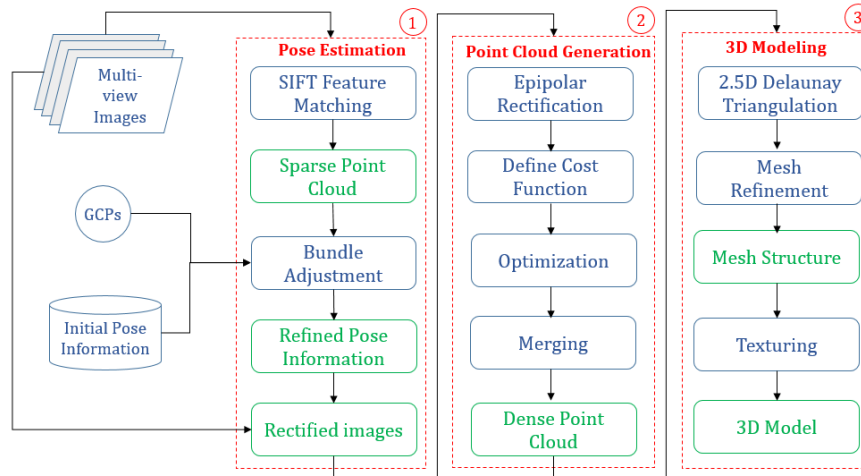 Multi-
view
Images
GCPs
Initial Pose
Information
1
Pose Estimation
SIFT Feature
Matching
Sparse Point
Cloud
Bundle
Adjustment
Refined Pose
Information
Rectified images
2
Point Cloud Generation
Epipolar
Rectification
Define Cost
Function
Optimization
Merging
Dense Point
Cloud
3
3D Modeling
2.5D Delaunay
Triangulation
Mesh
Refinement
Mesh Structure
Texturing
3D Model